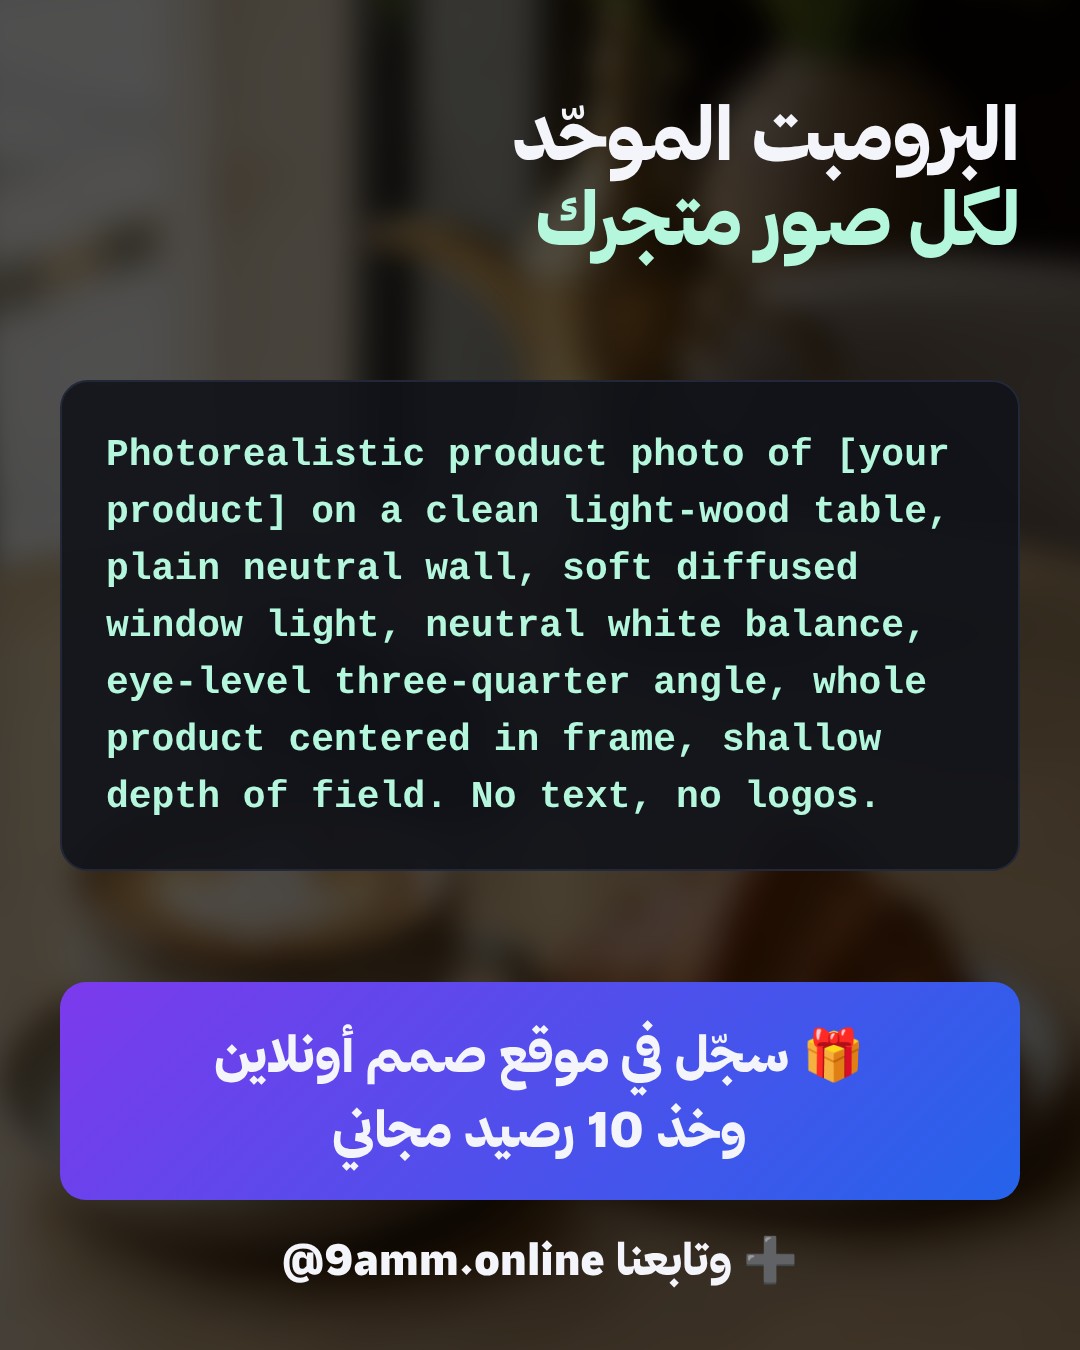 البرومبت الموحّد
لكل صور متجرك
Photorealistic product photo of [your
product] on a clean light-wood table,
plain neutral wall, soft diffused
window light, neutral white balance,
eye-level three-quarter angle, whole
product centered in frame, shallow
depth of field. No text, no logos.
🎁 سجّل في موقع صمم أونلاين
وخذ 10 رصيد مجاني
➕ وتابعنا @9amm.online